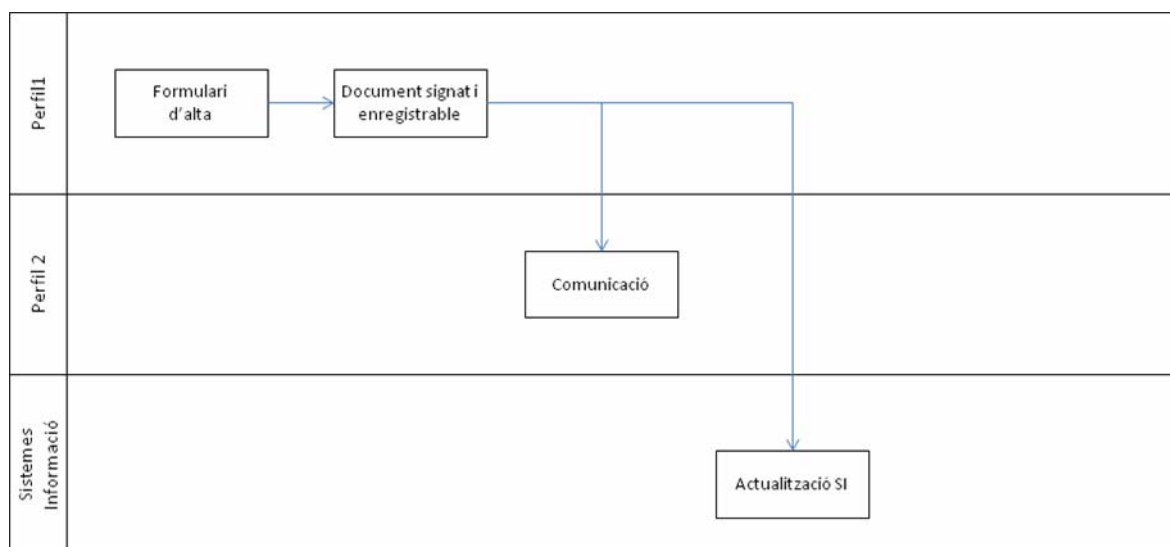 Perfil1
Formulari
d'alta
Document signat i
enregistrable
Perfil 2
Comunicació
Sistemes
Informació
Actualització SI